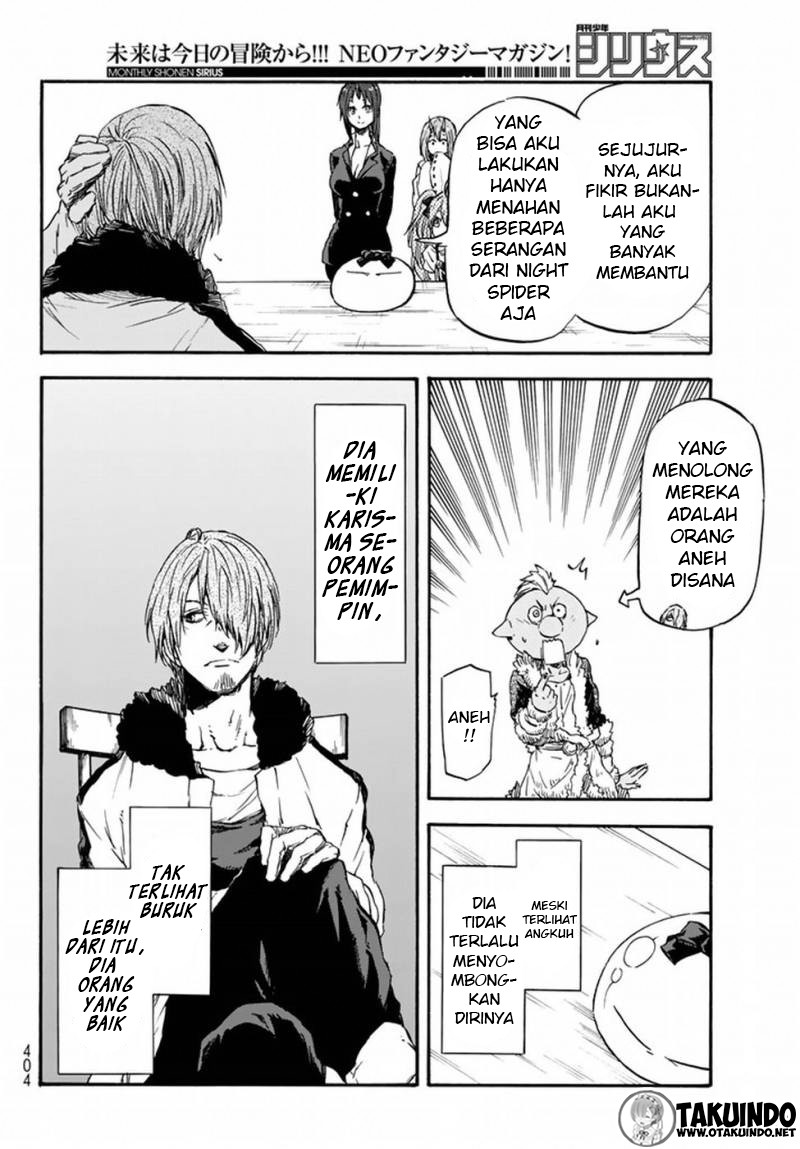 未来は今日の冒険から!!! NEOファンタジーマガジン!
月刊少年
シリウス
MONTHLY SHONEN SIRIUS
SEJUJUR-
NYA, AKU
FIKIR BUKAN-
LAH AKU
YANG
BANYAK
MEMBANTU
YANG
BISA AKU
LAKUKAN
HANYA
MENAHAN
BEBERAPA
SERANGAN
DARI NIGHT
SPIDER
AJA
YANG
MENOLONG
MEREKA
ADALAH
ORANG
ANEH
DISANA
ANEH
!!
DIA
MEMILI
-KI
KARIS-
MA SE-
ORANG
PEMIM-
PIN,
TAK
TERLIHAT
BURUK
LEBIH
DARI ITU,
DIA
ORANG
YANG
BAIK
MESKI
TERLIHAT
ANGKUH
DIA
TIDAK
TERLALU
MENYO-
MBONG-
KAN
DIRINYA
404
TAKUINDO
WWW.OTAKUINDO.NET